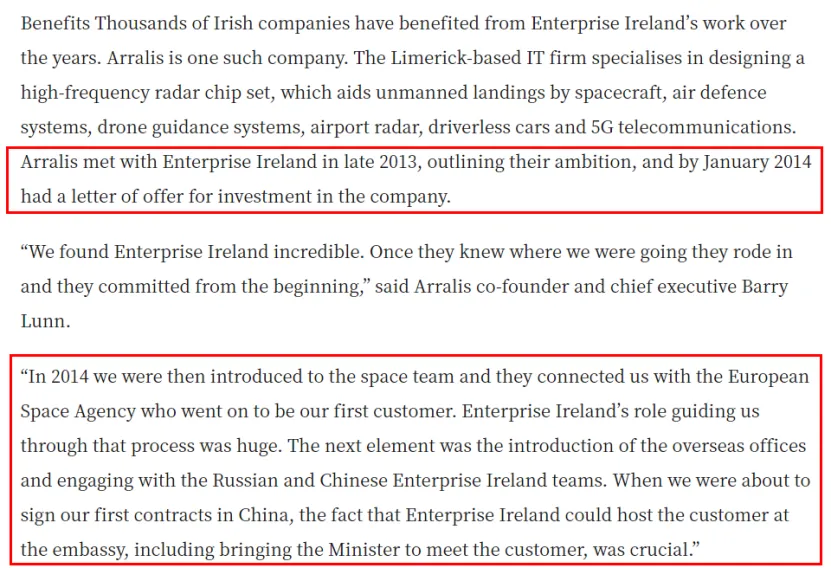 Benefits Thousands of Irish companies have benefited from Enterprise Ireland’s work over
the years. Arralis is one such company. The Limerick-based IT firm specialises in designing a
high-frequency radar chip set, which aids unmanned landings by spacecraft, air defence
systems, drone guidance systems, airport radar, driverless cars and 5G telecommunications.
Arralis met with Enterprise Ireland in late 2013, outlining their ambition, and by January 2014
had a letter of offer for investment in the company.
“We found Enterprise Ireland incredible. Once they knew where we were going they rode in
and they committed from the beginning,” said Arralis co-founder and chief executive Barry
Lunn.
“In 2014 we were then introduced to the space team and they connected us with the European
Space Agency who went on to be our first customer. Enterprise Ireland’s role guiding us
through that process was huge. The next element was the introduction of the overseas offices
and engaging with the Russian and Chinese Enterprise Ireland teams. When we were about to
sign our first contracts in China, the fact that Enterprise Ireland could host the customer at
the embassy, including bringing the Minister to meet the customer, was crucial.”